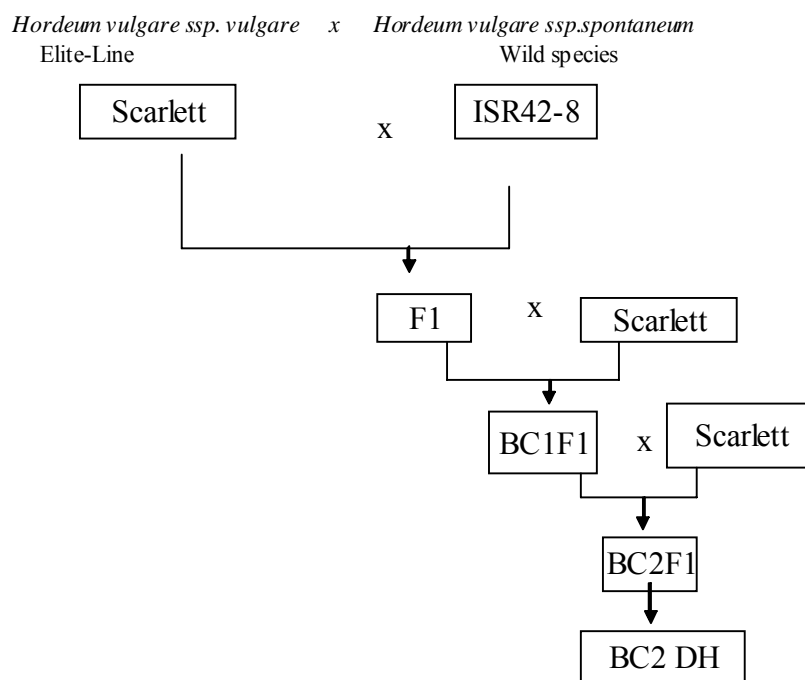 Hordeum vulgare ssp. vulgare x Hordeum vulgare ssp.spontaneum
Elite-Line Wild species
Scarlett x ISR42-8
F1 x Scarlett
BC1F1 x Scarlett
BC2F1
BC2 DH